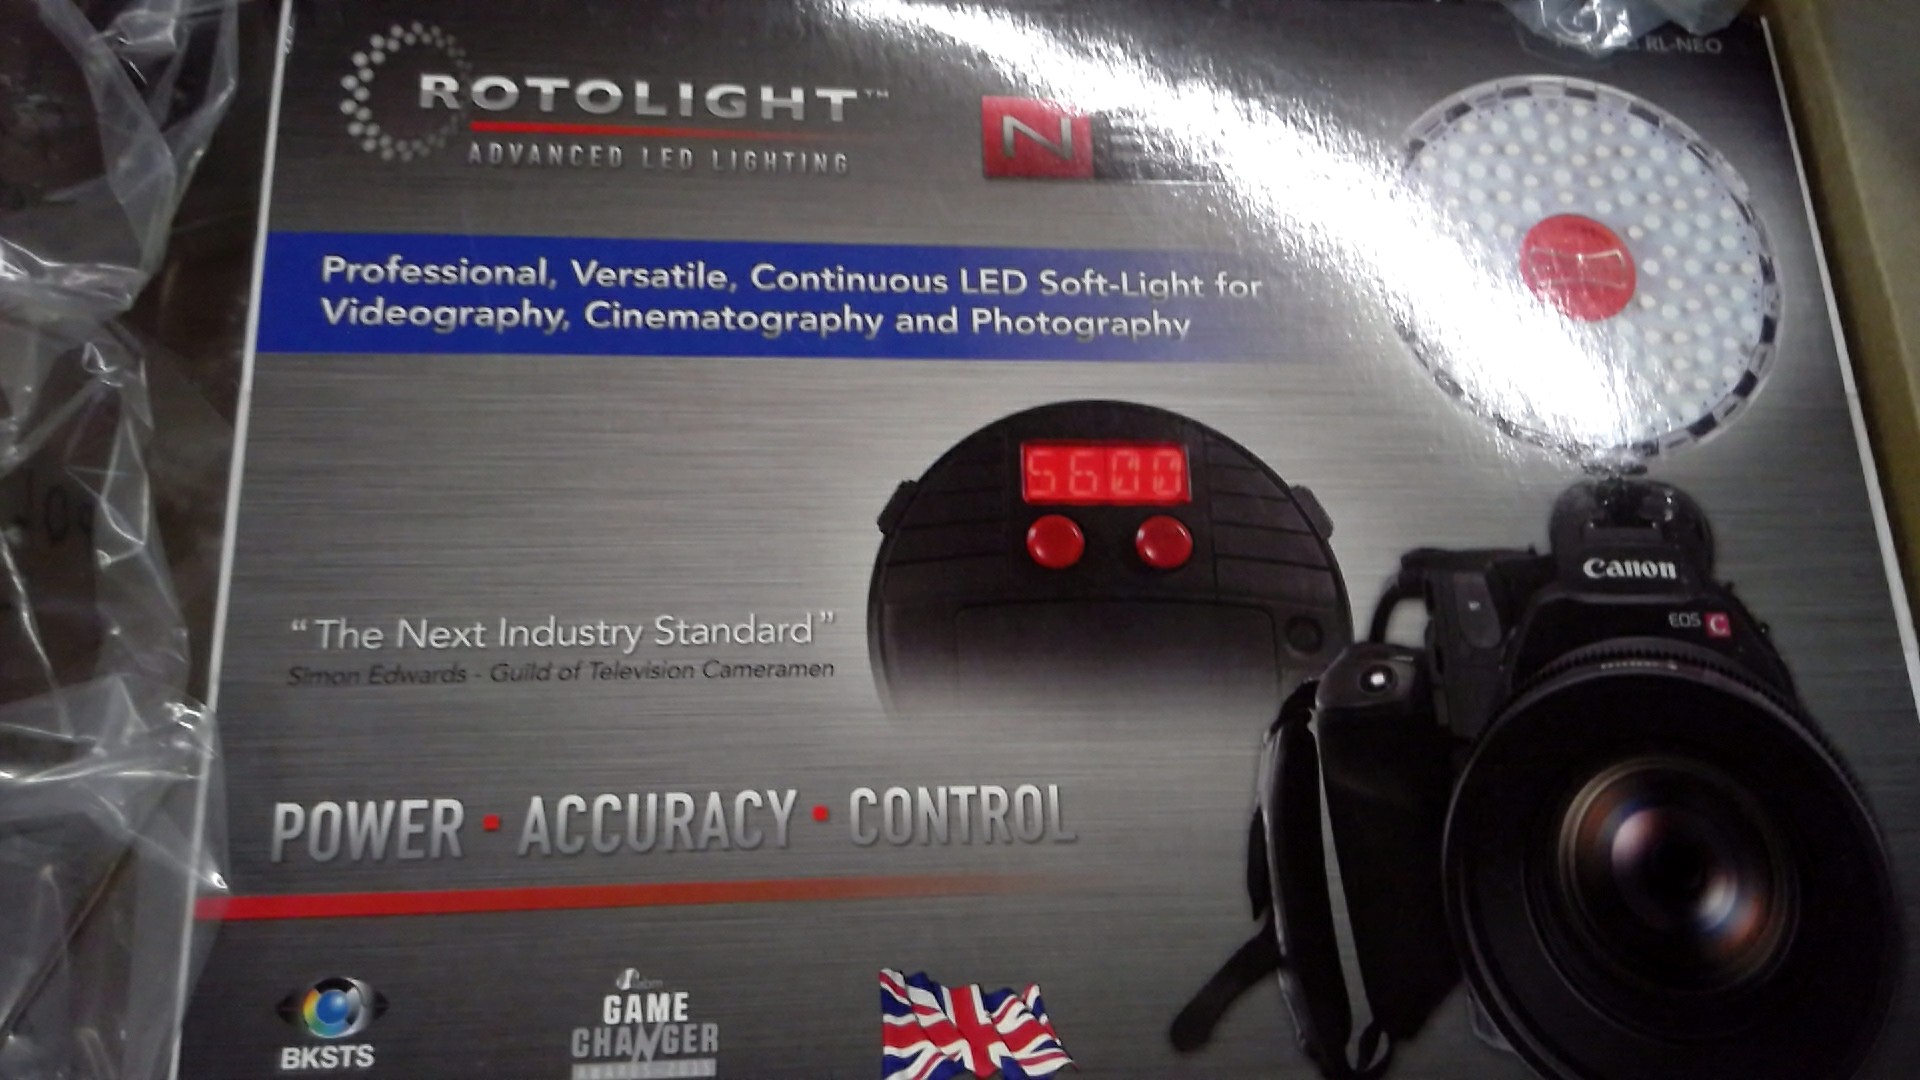 RL-NEO
ROTOLIGHT™
ADVANCED LED LIGHTING
N
Professional, Versatile, Continuous LED Soft-Light for
Videography, Cinematography and Photography
5600
Canon
EOS C
“The Next Industry Standard”
Simon Edwards - Guild of Television Cameramen
POWER · ACCURACY · CONTROL
BKSTS
GAME
CHANGER
AWARDS